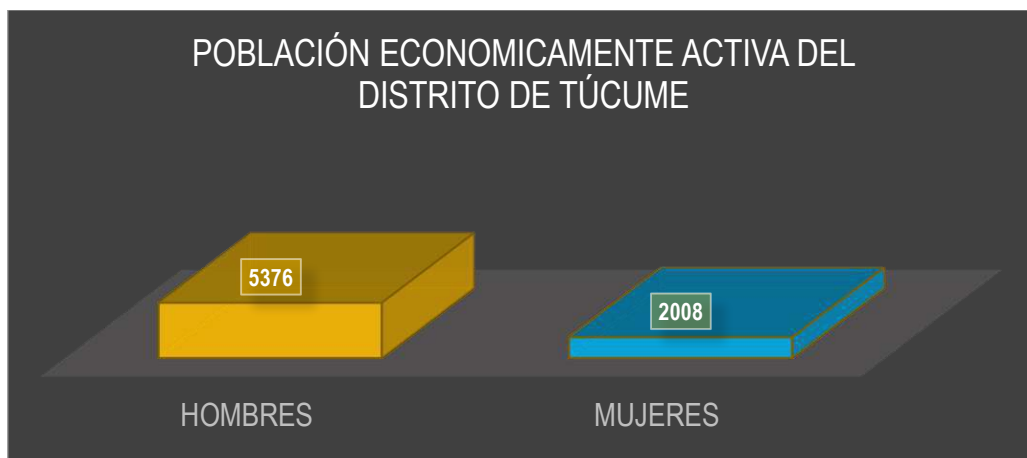 POBLACIÓN ECONOMICAMENTE ACTIVA DEL
DISTRITO DE TÚCUME
5376
2008
HOMBRES
MUJERES